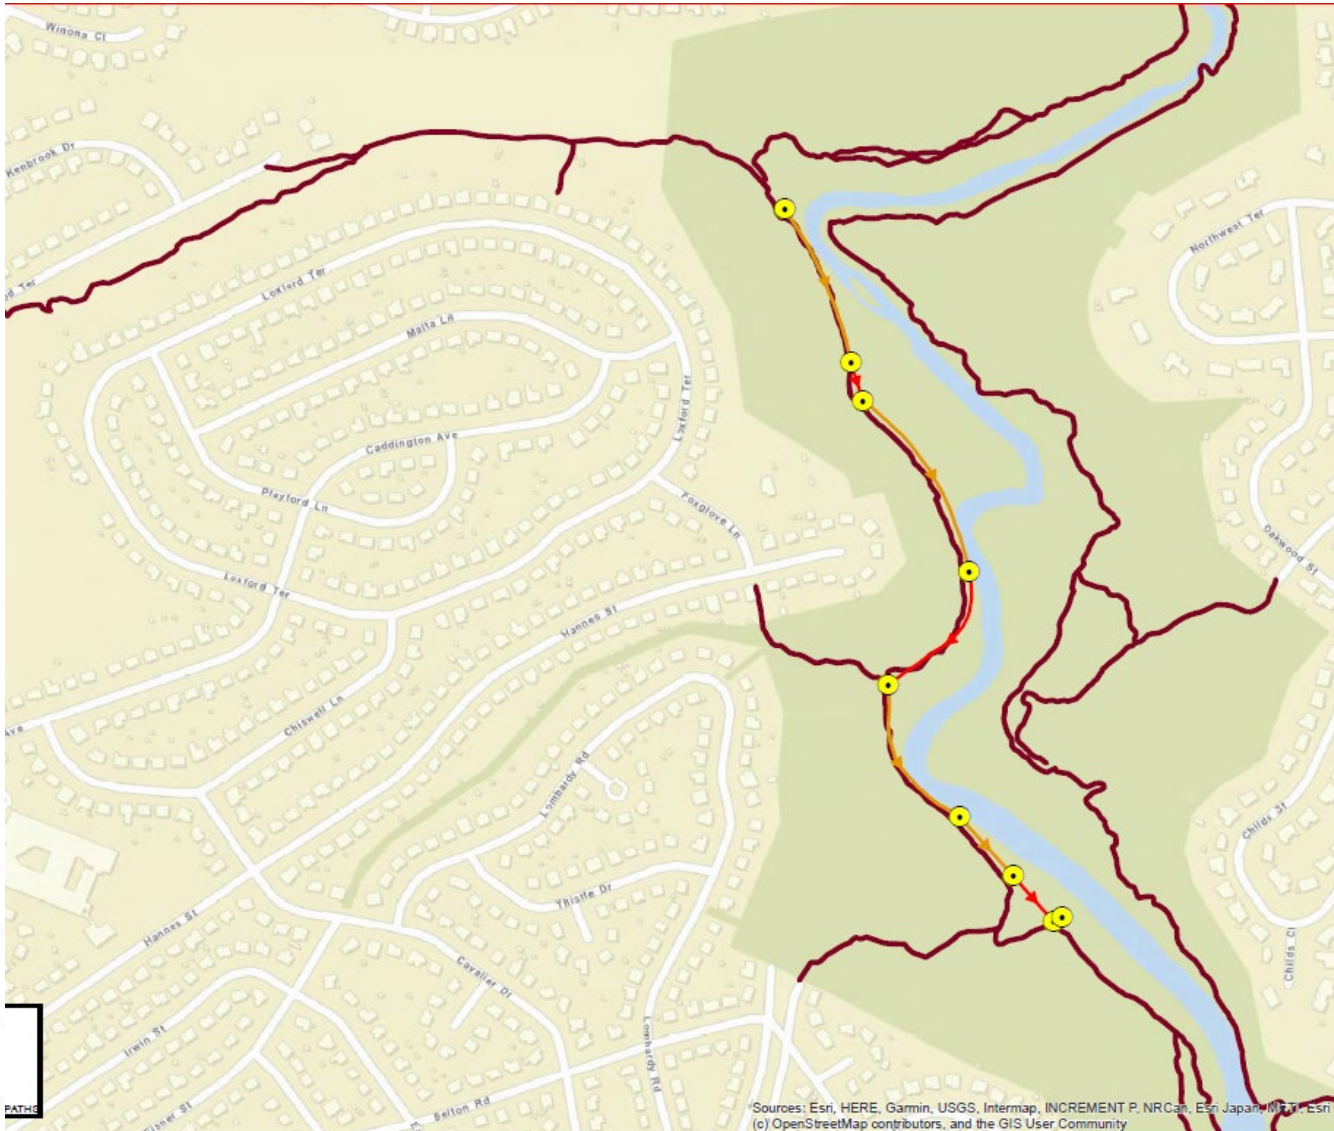 Winona Ct
Kenbrook Dr
Northwest Ter
d Ter
Loxford Ter
Malta Ln
Loxford Ter
Caddington Ave
Playford Ln
Foxglove Ln
Oakwood St
Loxford Ter
Hannes St
Chiswell Ln
Ave
Lombardy Rd
Childs St
Thistle Dr
Hannes St
Cavalier Dr
Childs Ct
Irwin St
Lombardy Rd
Belton Rd
PATHS
Sources: Esri, HERE, Garmin, USGS, Intermap, INCREMENT P, NRCan, Esri Japan, METI, Esri
(c) OpenStreetMap contributors, and the GIS User Community